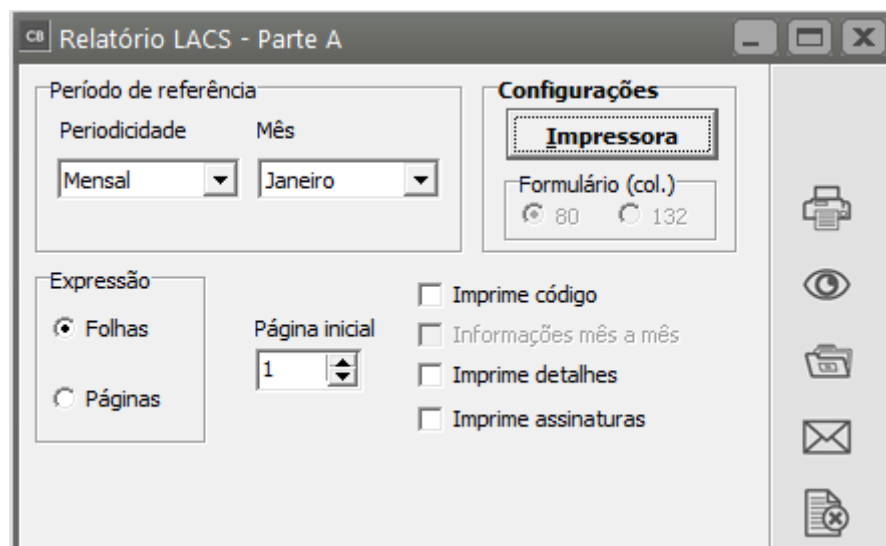 CB Relatório LACS - Parte A
Período de referência
Periodicidade Mês
Mensal Janeiro
Configurações
Impressora
Formulário (col.)
80 132
Expressão
Folhas
Páginas
Página inicial
1
Imprime código
Informações mês a mês
Imprime detalhes
Imprime assinaturas